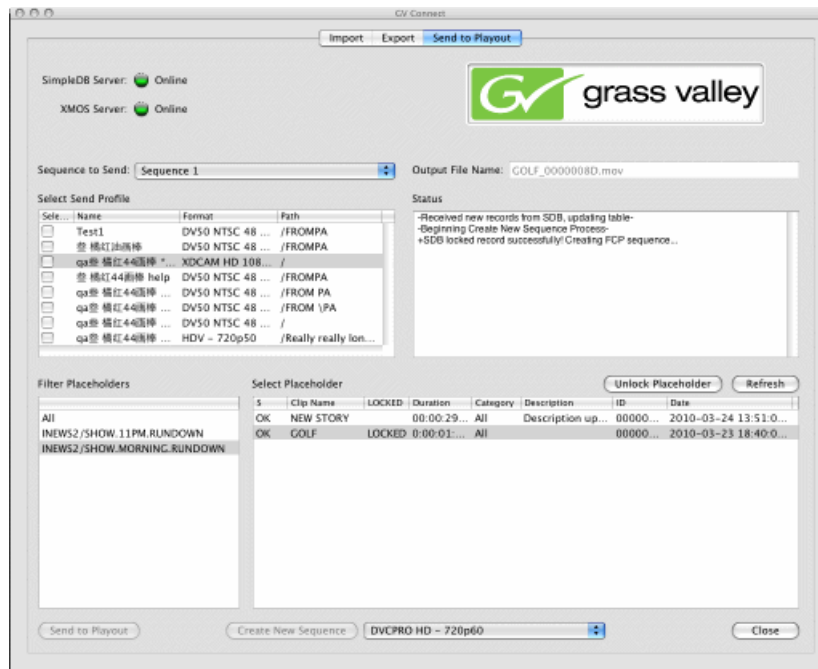 GV Connect
Import Export Send to Playout
SimpleDB Server: Online
XMOS Server: Online
GV grass valley
Sequence to Send: Sequence 1
Output File Name: GOLF_0000008D.mov
Select Send Profile
Status
Sele... Name Format Path
Test1 DV50 NTSC 48 ... /FROMPA
DV50 NTSC 48 ... /FROMPA
XDCAM HD 108... /
help DV50 NTSC 48 ... /FROMPA
DV50 NTSC 48 ... /FROM PA
DV50 NTSC 48 ... /FROM \PA
DV50 NTSC 48 ... /
HDV - 720p50 /Really really lon...
-Received new records from SDB, updating table-
-Beginning Create New Sequence Process-
+SDB locked record successfully! Creating FCP sequence...
Filter Placeholders
All
INEWS2/SHOW.11PM.RUNDOWN
INEWS2/SHOW.MORNING.RUNDOWN
Select Placeholder
Unlock Placeholder Refresh
S Clip Name LOCKED Duration Category Description ID Date
OK NEW STORY 00:00:29... All Description up... 00000... 2010-03-24 13:51:0...
OK GOLF LOCKED 0:00:01:... All 00000... 2010-03-23 18:40:0...
Send to Playout Create New Sequence DVCPRO HD - 720p60 Close